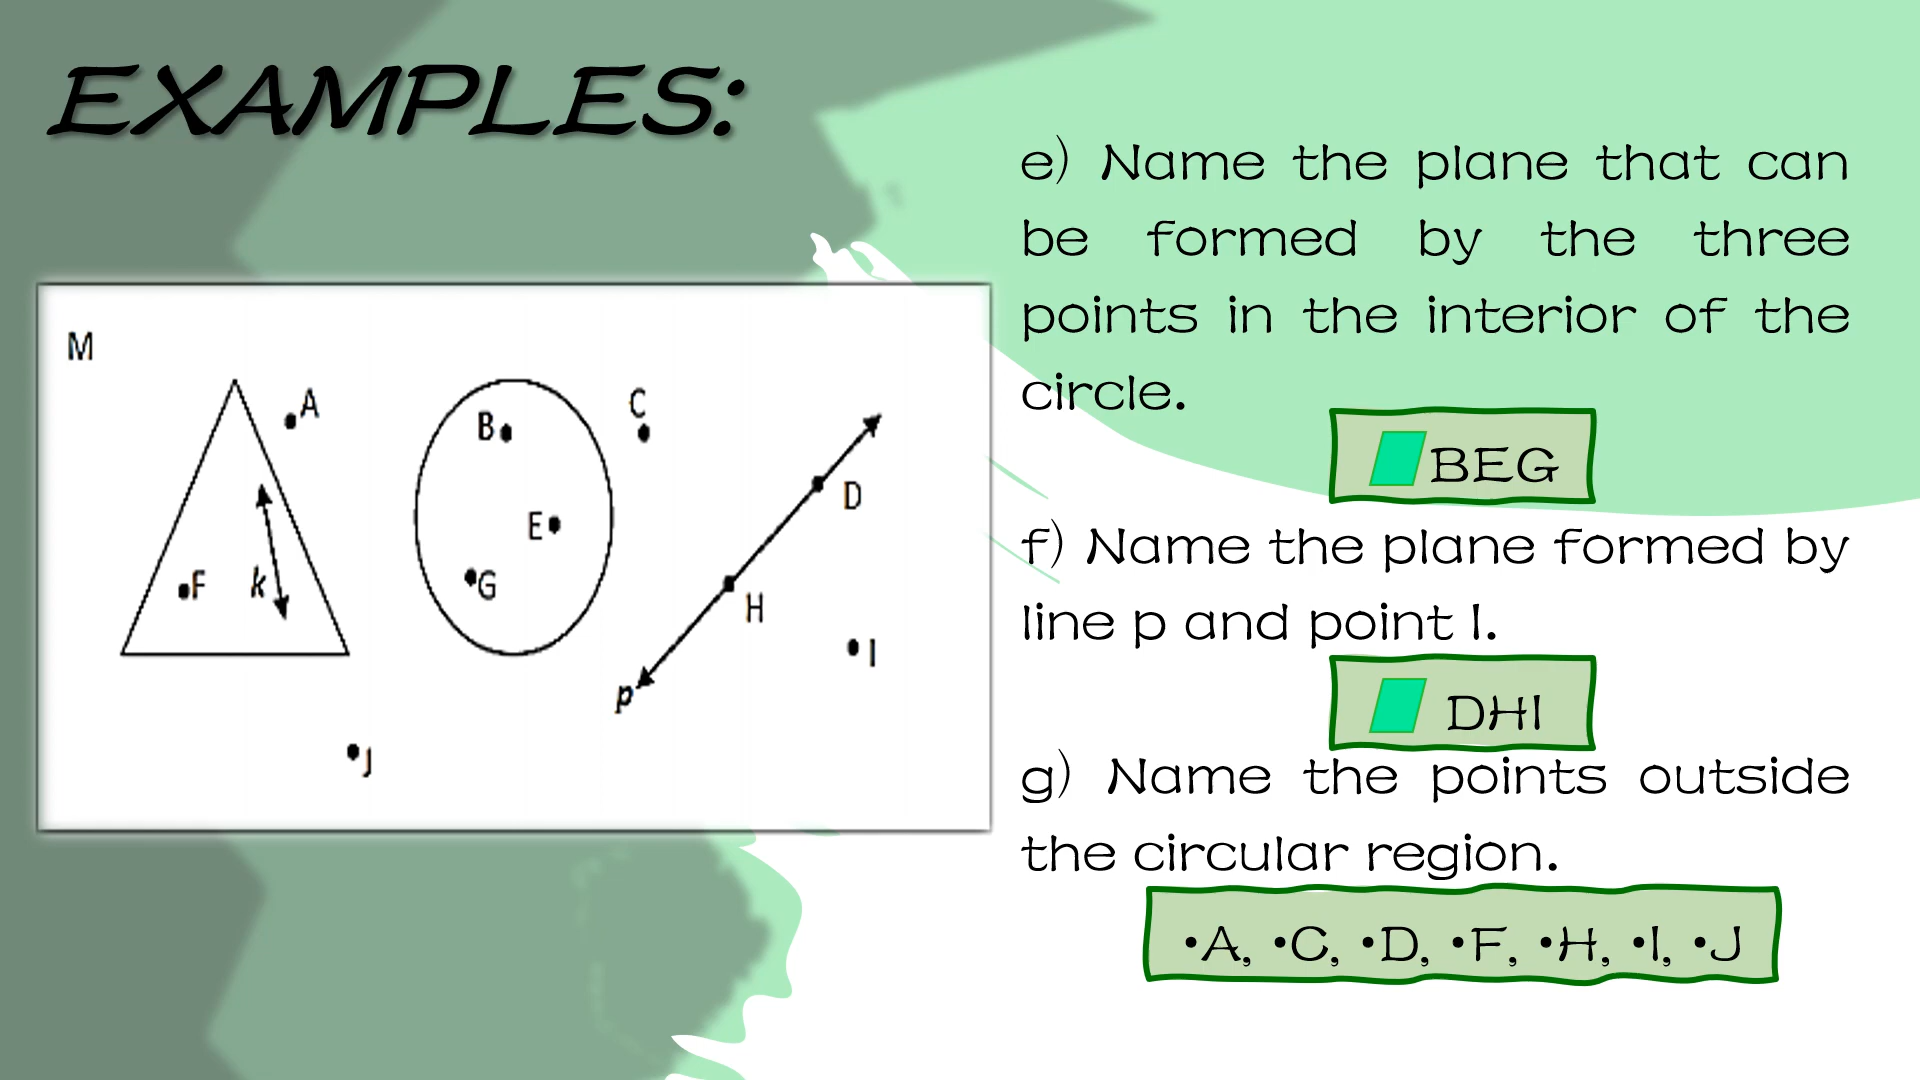 EXAMPLES:
M
A
B
C
D
E
F
k
G
H
I
p
J
e) Name the plane that can
be formed by the three
points in the interior of the
circle.
BEG
f) Name the plane formed by
line p and point I.
DHI
g) Name the points outside
the circular region.
•A, •C, •D, •F, •H, •I, •J